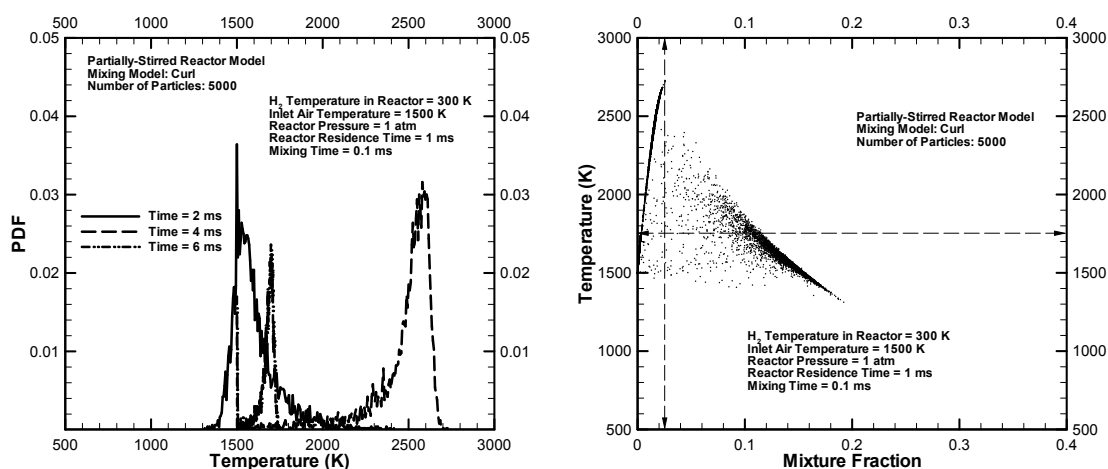 500 1000 1500 2000 2500 3000
0.05 0.05
0.04 0.04
0.03 0.03
0.02 0.02
0.01 0.01
500 1000 1500 2000 2500 3000
PDF
Temperature (K)
Partially-Stirred Reactor Model
Mixing Model: Curl
Number of Particles: 5000
H2 Temperature in Reactor = 300 K
Inlet Air Temperature = 1500 K
Reactor Pressure = 1 atm
Reactor Residence Time = 1 ms
Mixing Time = 0.1 ms
Time = 2 ms
Time = 4 ms
Time = 6 ms
0 0.1 0.2 0.3 0.4
3000 3000
2500 2500
2000 2000
1500 1500
1000 1000
500 500
0 0.1 0.2 0.3 0.4
Temperature (K)
Mixture Fraction
Partially-Stirred Reactor Model
Mixing Model: Curl
Number of Particles: 5000
H2 Temperature in Reactor = 300 K
Inlet Air Temperature = 1500 K
Reactor Pressure = 1 atm
Reactor Residence Time = 1 ms
Mixing Time = 0.1 ms